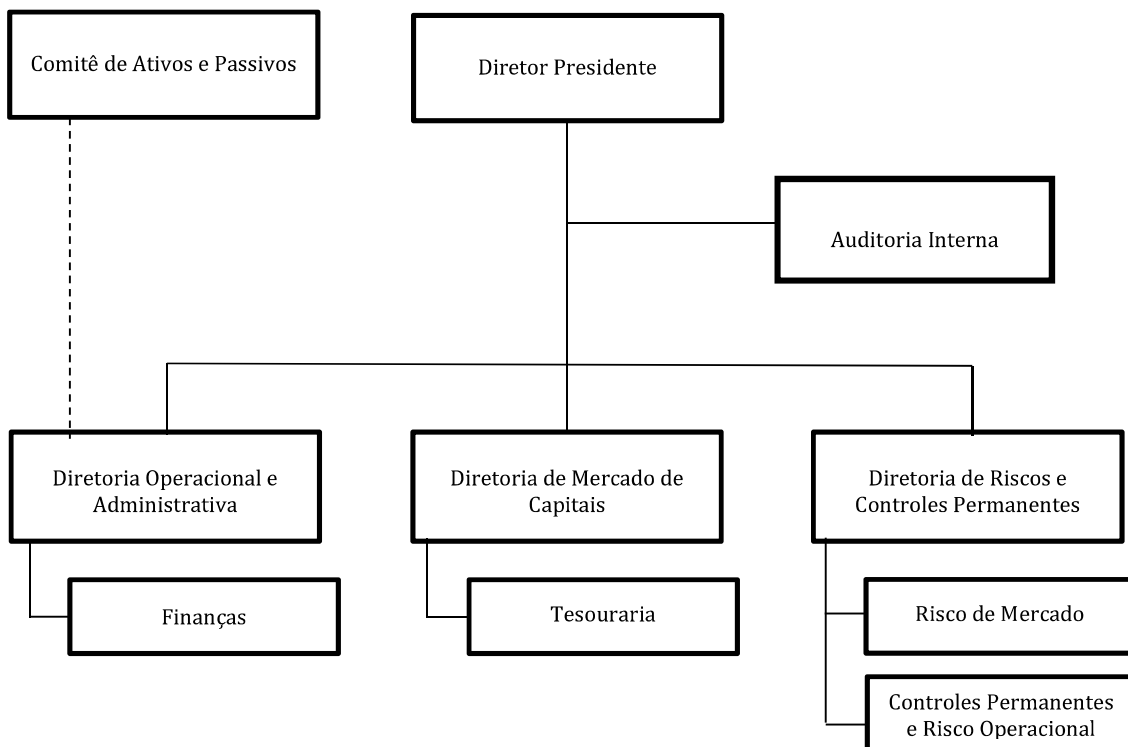 Comitê de Ativos e Passivos
Diretor Presidente
Auditoria Interna
Diretoria Operacional e
Administrativa
Diretoria de Mercado de
Capitais
Diretoria de Riscos e
Controles Permanentes
Finanças
Tesouraria
Risco de Mercado
Controles Permanentes
e Risco Operacional